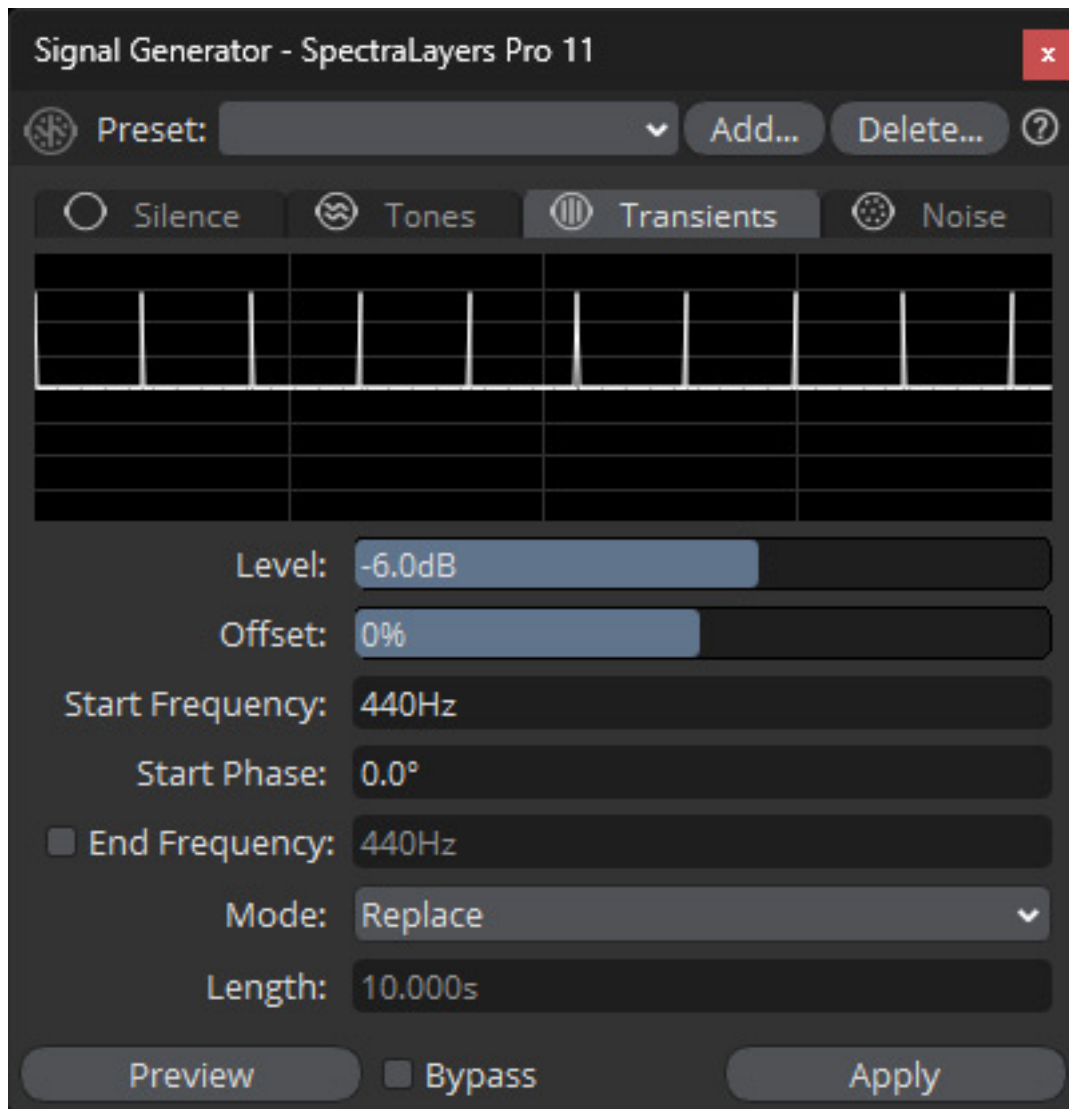 Signal Generator - SpectraLayers Pro 11
x
Preset: Add... Delete... ?
Silence Tones Transients Noise
Level: -6.0dB
Offset: 0%
Start Frequency: 440Hz
Start Phase: 0.0°
End Frequency: 440Hz
Mode: Replace
Length: 10.000s
Preview Bypass Apply